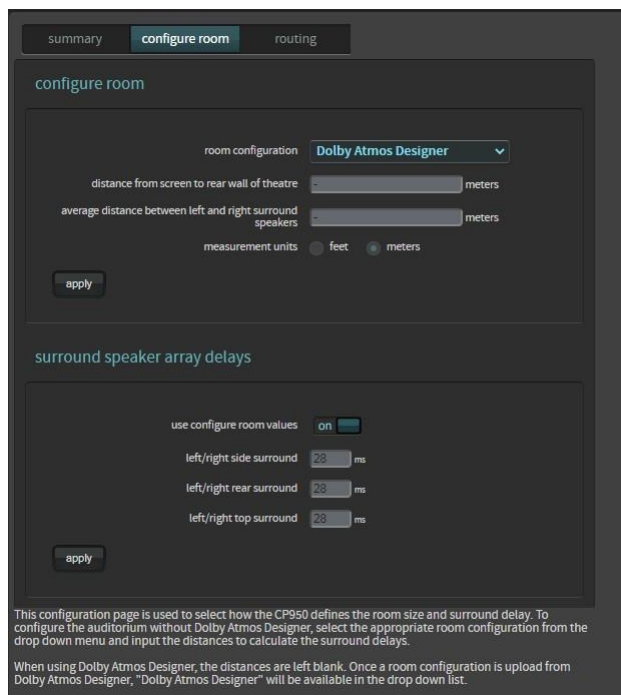 summary configure room routing
configure room
room configuration Dolby Atmos Designer
distance from screen to rear wall of theatre - meters
average distance between left and right surround
speakers - meters
measurement units feet meters
apply
surround speaker array delays
use configure room values on
left/right side surround 28 ms
left/right rear surround 28 ms
left/right top surround 28 ms
apply
This configuration page is used to select how the CP950 defines the room size and surround delay. To
configure the auditorium without Dolby Atmos Designer, select the appropriate room configuration from the
drop down menu and input the distances to calculate the surround delays.
When using Dolby Atmos Designer, the distances are left blank. Once a room configuration is upload from
Dolby Atmos Designer, "Dolby Atmos Designer" will be available in the drop down list.